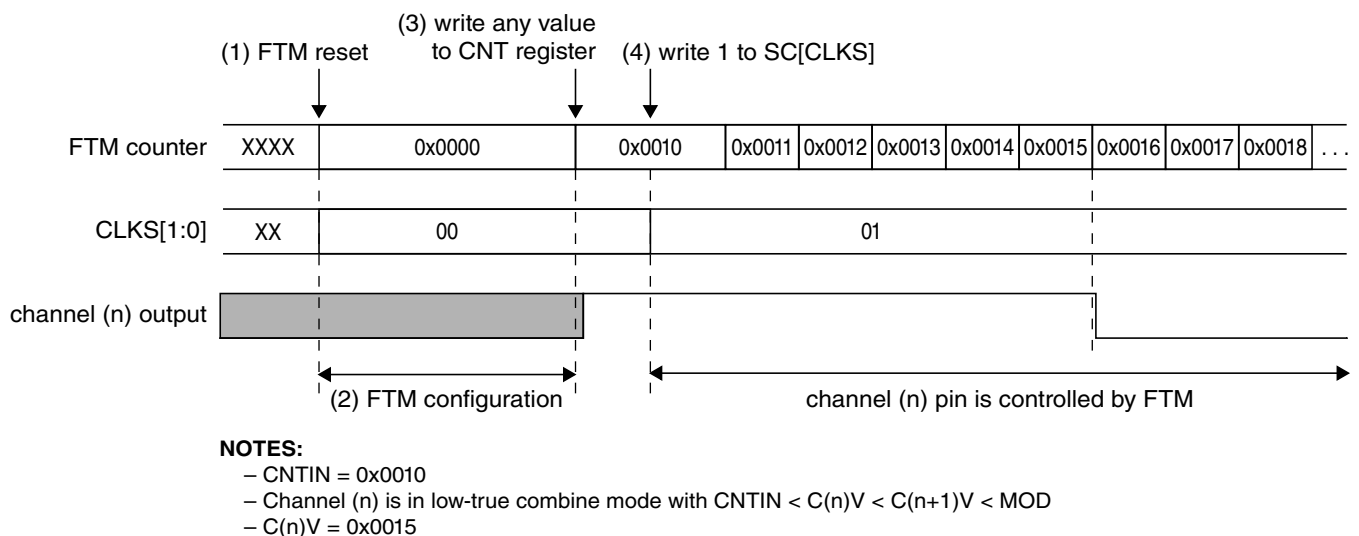 (3) write any value
(1) FTM reset to CNT register (4) write 1 to SC[CLKS]
FTM counter XXXX 0x0000 0x0010 0x0011 0x0012 0x0013 0x0014 0x0015 0x0016 0x0017 0x0018 . . .
CLKS[1:0] XX 00 01
channel (n) output
(2) FTM configuration channel (n) pin is controlled by FTM
NOTES:
– CNTIN = 0x0010
– Channel (n) is in low-true combine mode with CNTIN < C(n)V < C(n+1)V < MOD
– C(n)V = 0x0015